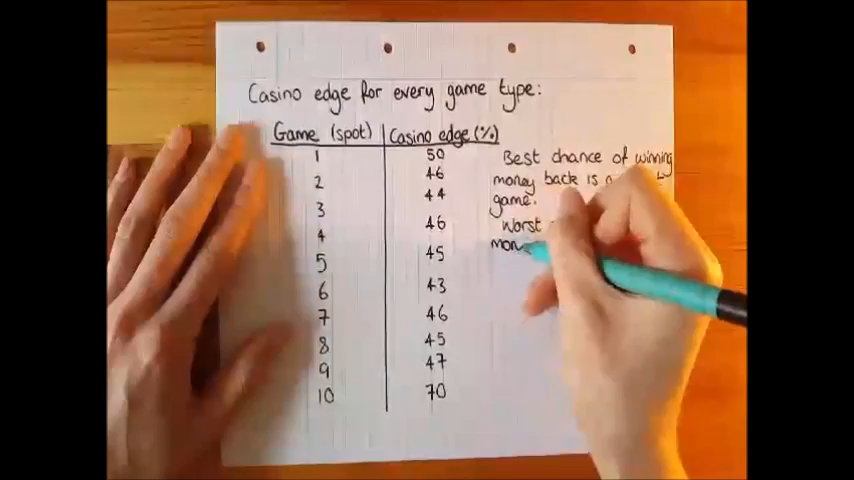 Casino edge for every game type:
Game (spot) Casino edge (%)
1 50
2 46
3 44
4 46
5 45
6 43
7 46
8 45
9 47
10 70
Best chance of winning
money back is
game.
Worst